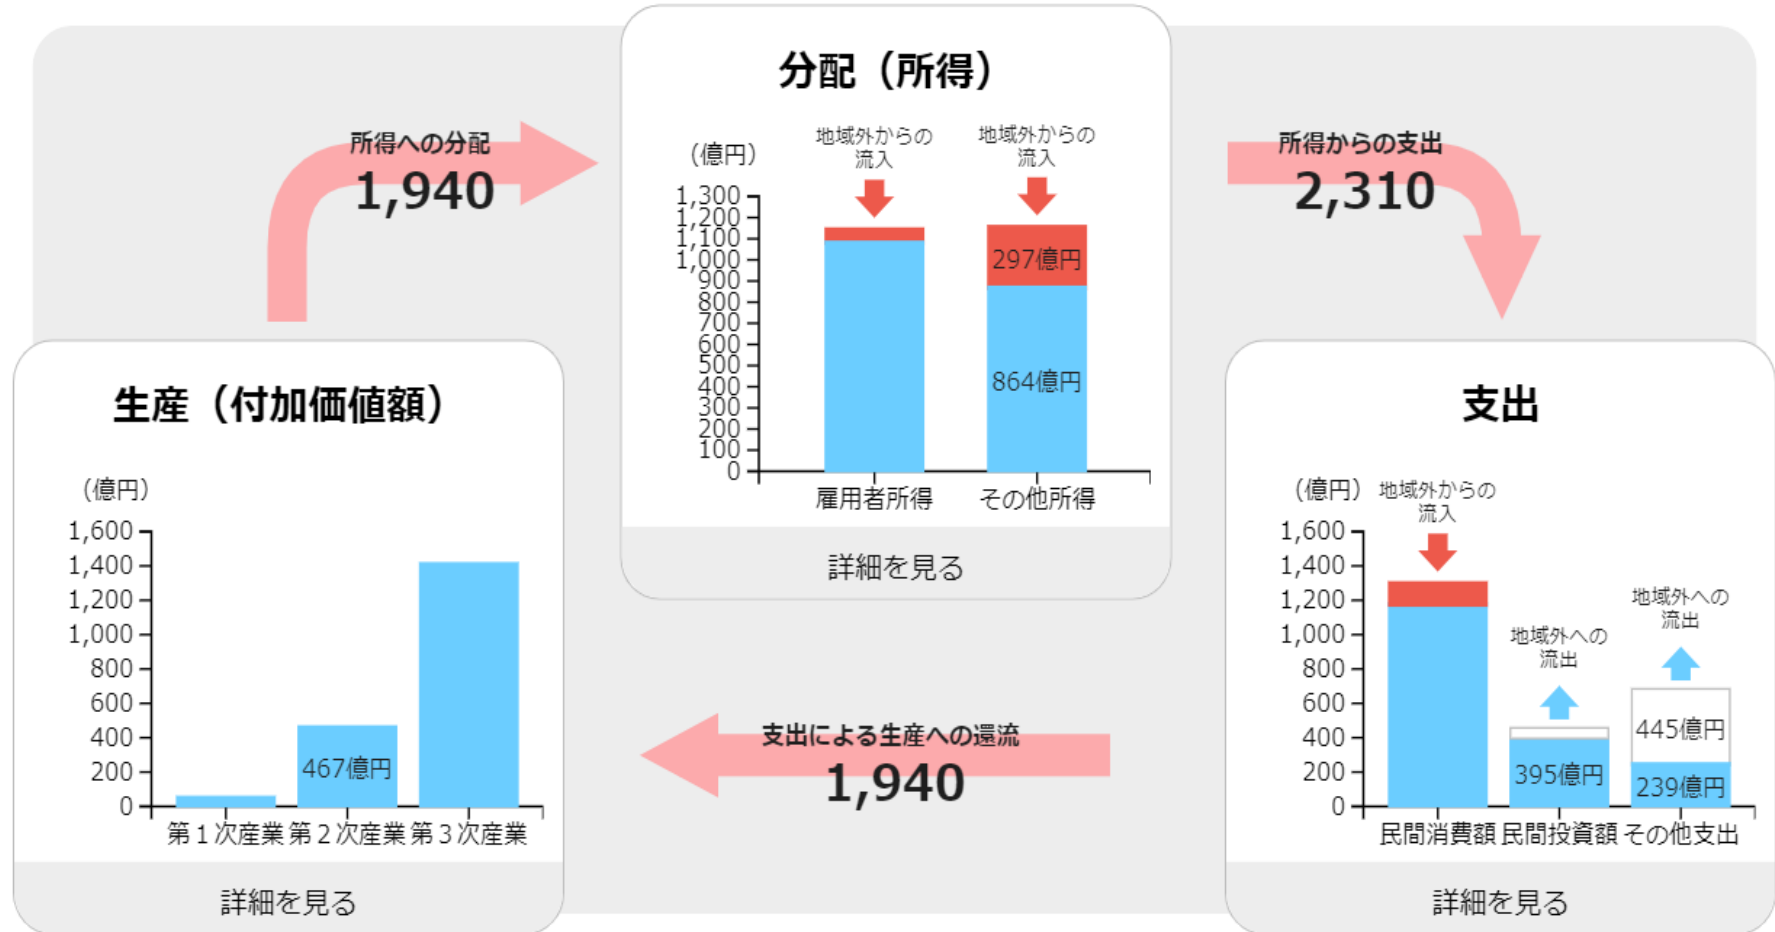 分配（所得）
所得への分配
1,940
所得からの支出
2,310
（億円）
地域外からの
流入
地域外からの
流入
1,300
1,200
1,100
1,000
900
800
700
600
500
400
300
200
100
0
297億円
864億円
雇用者所得
その他所得
詳細を見る
生産（付加価値額）
（億円）
1,600
1,400
1,200
1,000
800
600
400
200
0
467億円
第１次産業
第２次産業
第３次産業
詳細を見る
支出
（億円）
地域外からの
流入
地域外への
流出
地域外への
流出
1,600
1,400
1,200
1,000
800
600
400
200
0
395億円
445億円
239億円
民間消費額
民間投資額
その他支出
詳細を見る
支出による生産への還流
1,940